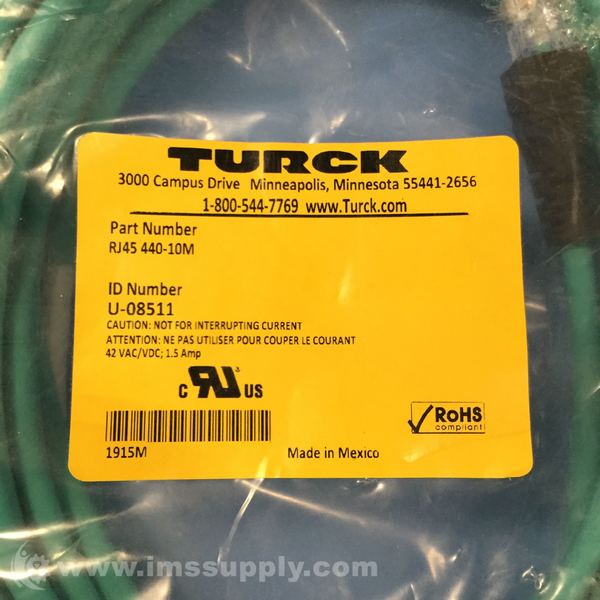 TURCK
3000 Campus Drive Minneapolis, Minnesota 55441-2656
1-800-544-7769 www.Turck.com
Part Number
RJ45 440-10M
ID Number
U-08511
CAUTION: NOT FOR INTERRUPTING CURRENT
ATTENTION: NE PAS UTILISER POUR COUPER LE COURANT
42 VAC/VDC; 1.5 Amp
c RU US
RoHS
compliant
1915M Made in Mexico
www.imssupply.com